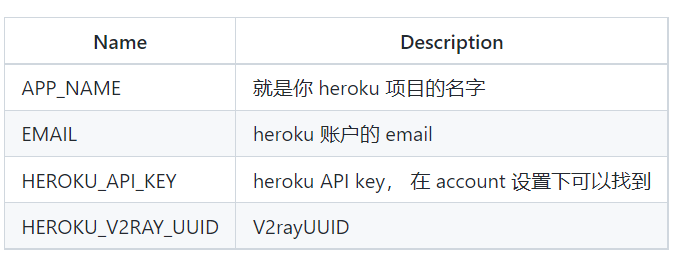 Name Description
APP_NAME 就是你 heroku 项目的名字
EMAIL heroku 账户的 email
HEROKU_API_KEY heroku API key， 在 account 设置下可以找到
HEROKU_V2RAY_UUID V2rayUUID